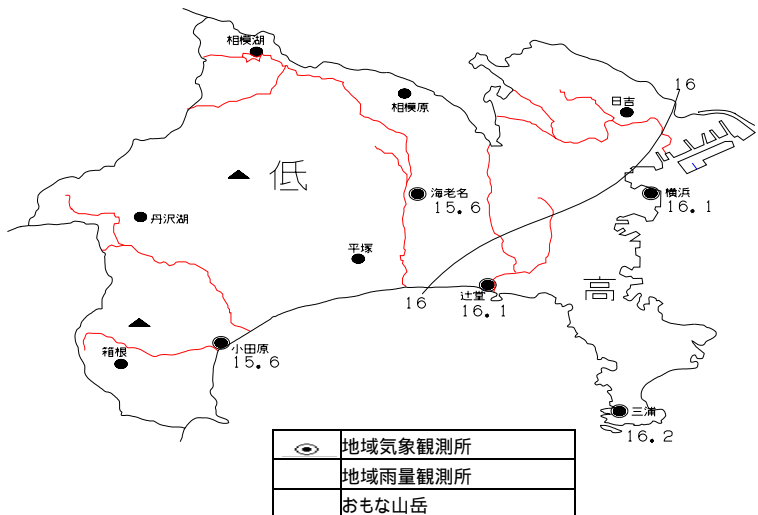 相模湖
相模原
16
日吉
低
海老名
15.6
横浜
16.1
丹沢湖
平塚
高
16
辻堂
16.1
箱根
小田原
15.6
三浦
16.2
地域気象観測所
地域雨量観測所
おもな山岳